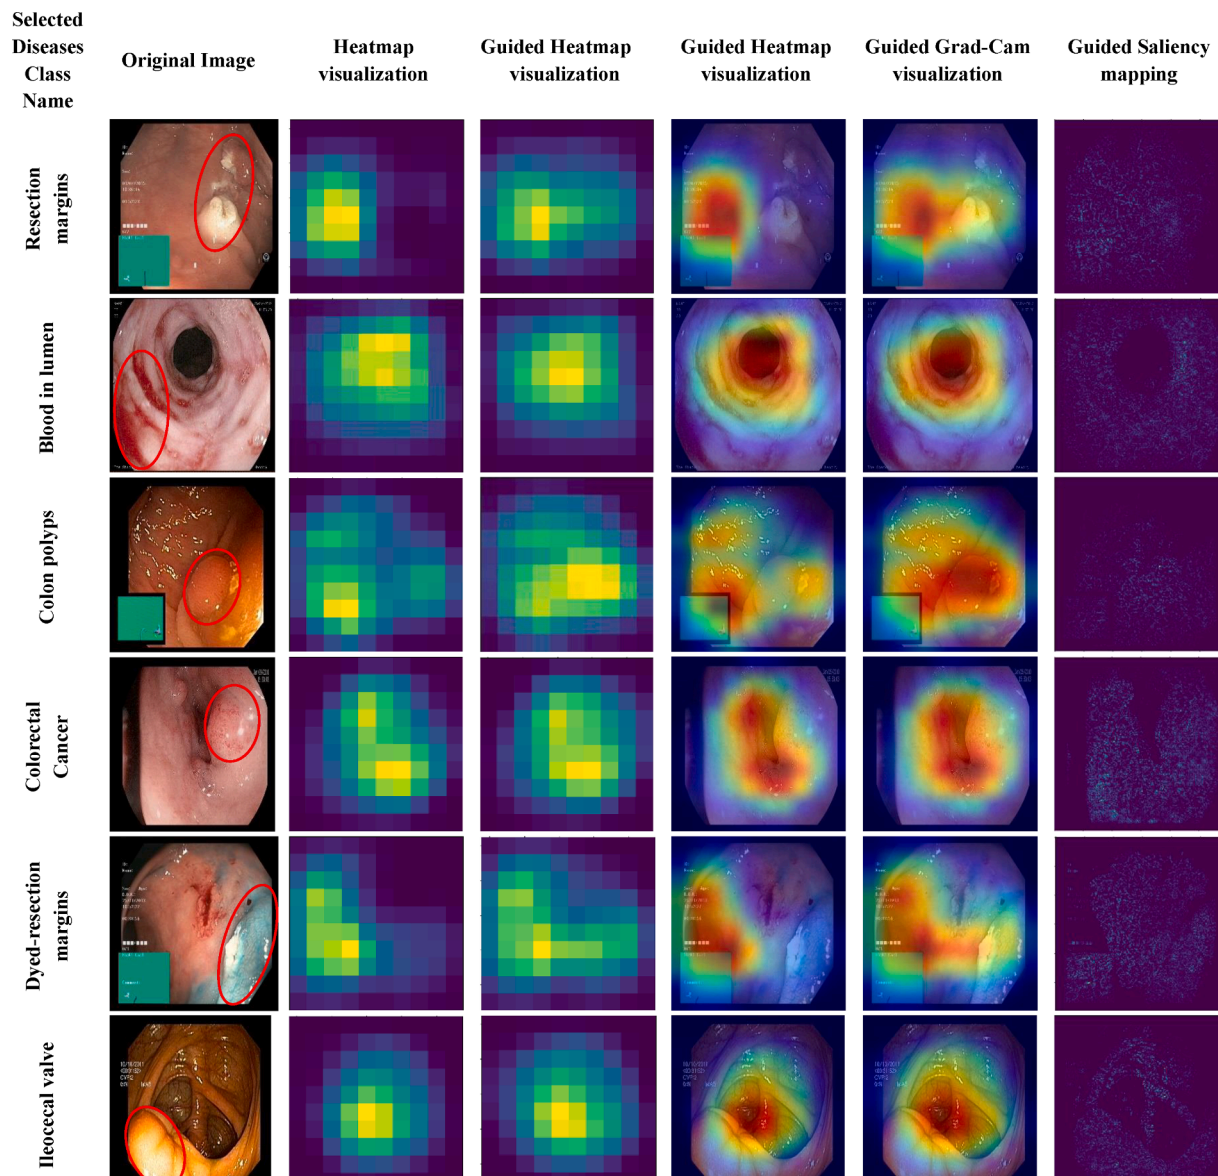 Selected
Diseases
Class
Name
Original Image
Heatmap
visualization
Guided Heatmap
visualization
Guided Heatmap
visualization
Guided Grad-Cam
visualization
Guided Saliency
mapping
Resection
margins
Blood in lumen
Colon polyps
Colorectal
Cancer
Dyed-resection
margins
Ileocecal valve